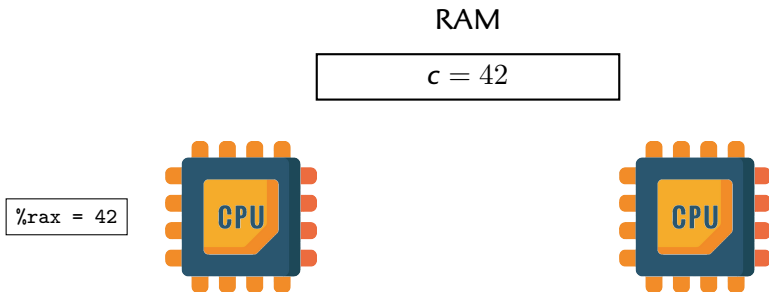 RAM
c = 42
%rax = 42
CPU
CPU